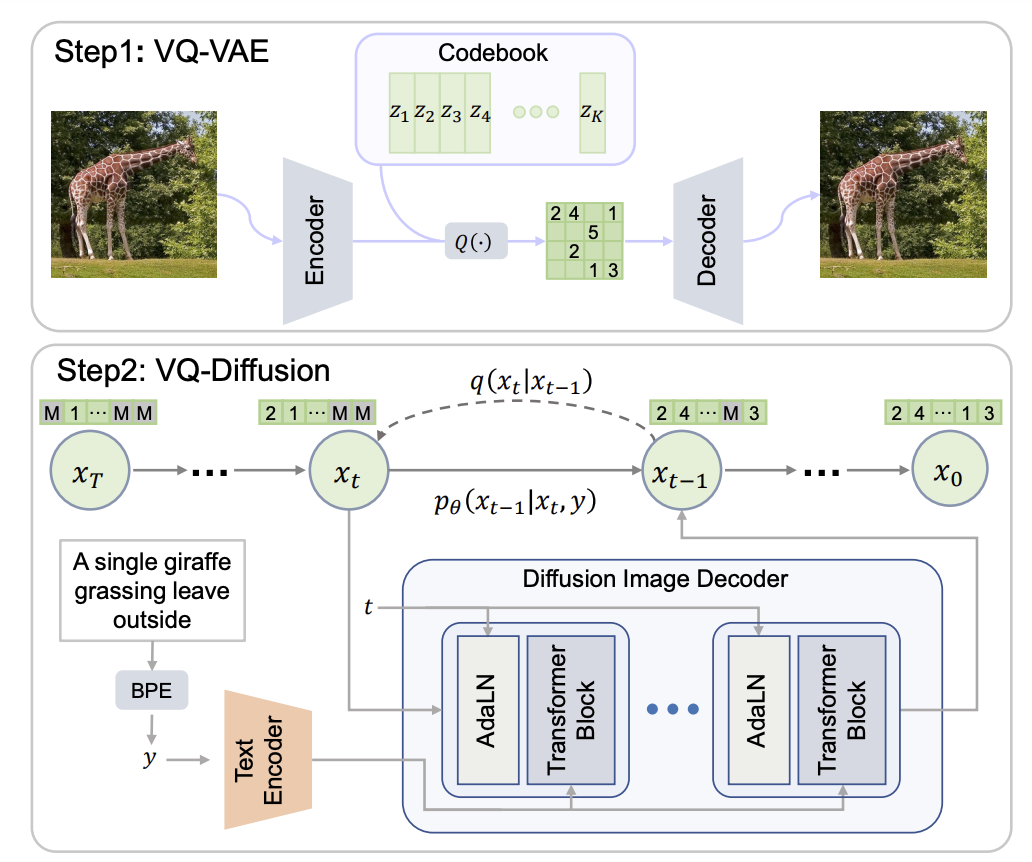 Step1: VQ-VAE
Codebook
z₁ z₂ z₃ z₄ z_K
Encoder
Q(·)
2 4 1
5
2
1 3
Decoder
Step2: VQ-Diffusion
q(x_t|x_{t−1})
M 1 ··· M M
2 1 ··· M M
2 4 ··· M 3
2 4 ··· 1 3
x_T ··· x_t x_{t−1} ··· x₀
p_θ(x_{t−1}|x_t, y)
A single giraffe
grassing leave
outside
BPE
y
Text
Encoder
Diffusion Image Decoder
t
AdaLN
Transformer
Block
AdaLN
Transformer
Block